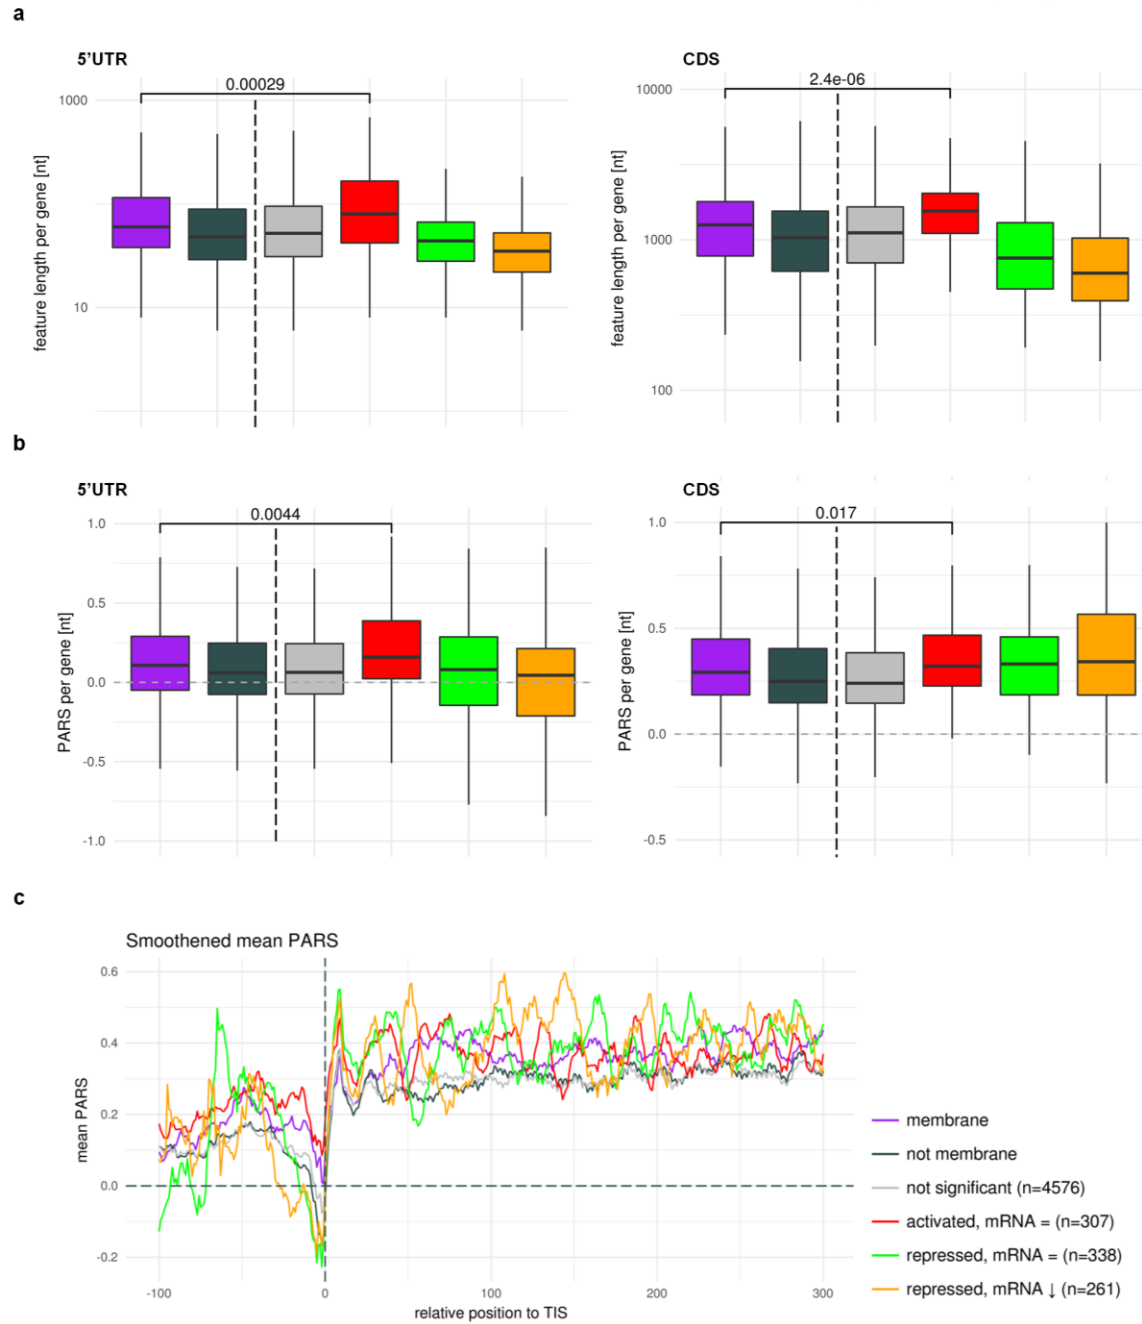 a
5'UTR
CDS
0.00029
2.4e-06
1000
10
feature length per gene [nt]
10000
1000
100
feature length per gene [nt]
b
5'UTR
CDS
0.0044
0.017
1.0
0.5
0.0
-0.5
-1.0
PARS per gene [nt]
1.0
0.5
0.0
-0.5
PARS per gene [nt]
c
Smoothened mean PARS
0.6
0.4
0.2
0.0
-0.2
mean PARS
-100
0
100
200
300
relative position to TIS
membrane
not membrane
not significant (n=4576)
activated, mRNA = (n=307)
repressed, mRNA = (n=338)
repressed, mRNA ↓ (n=261)